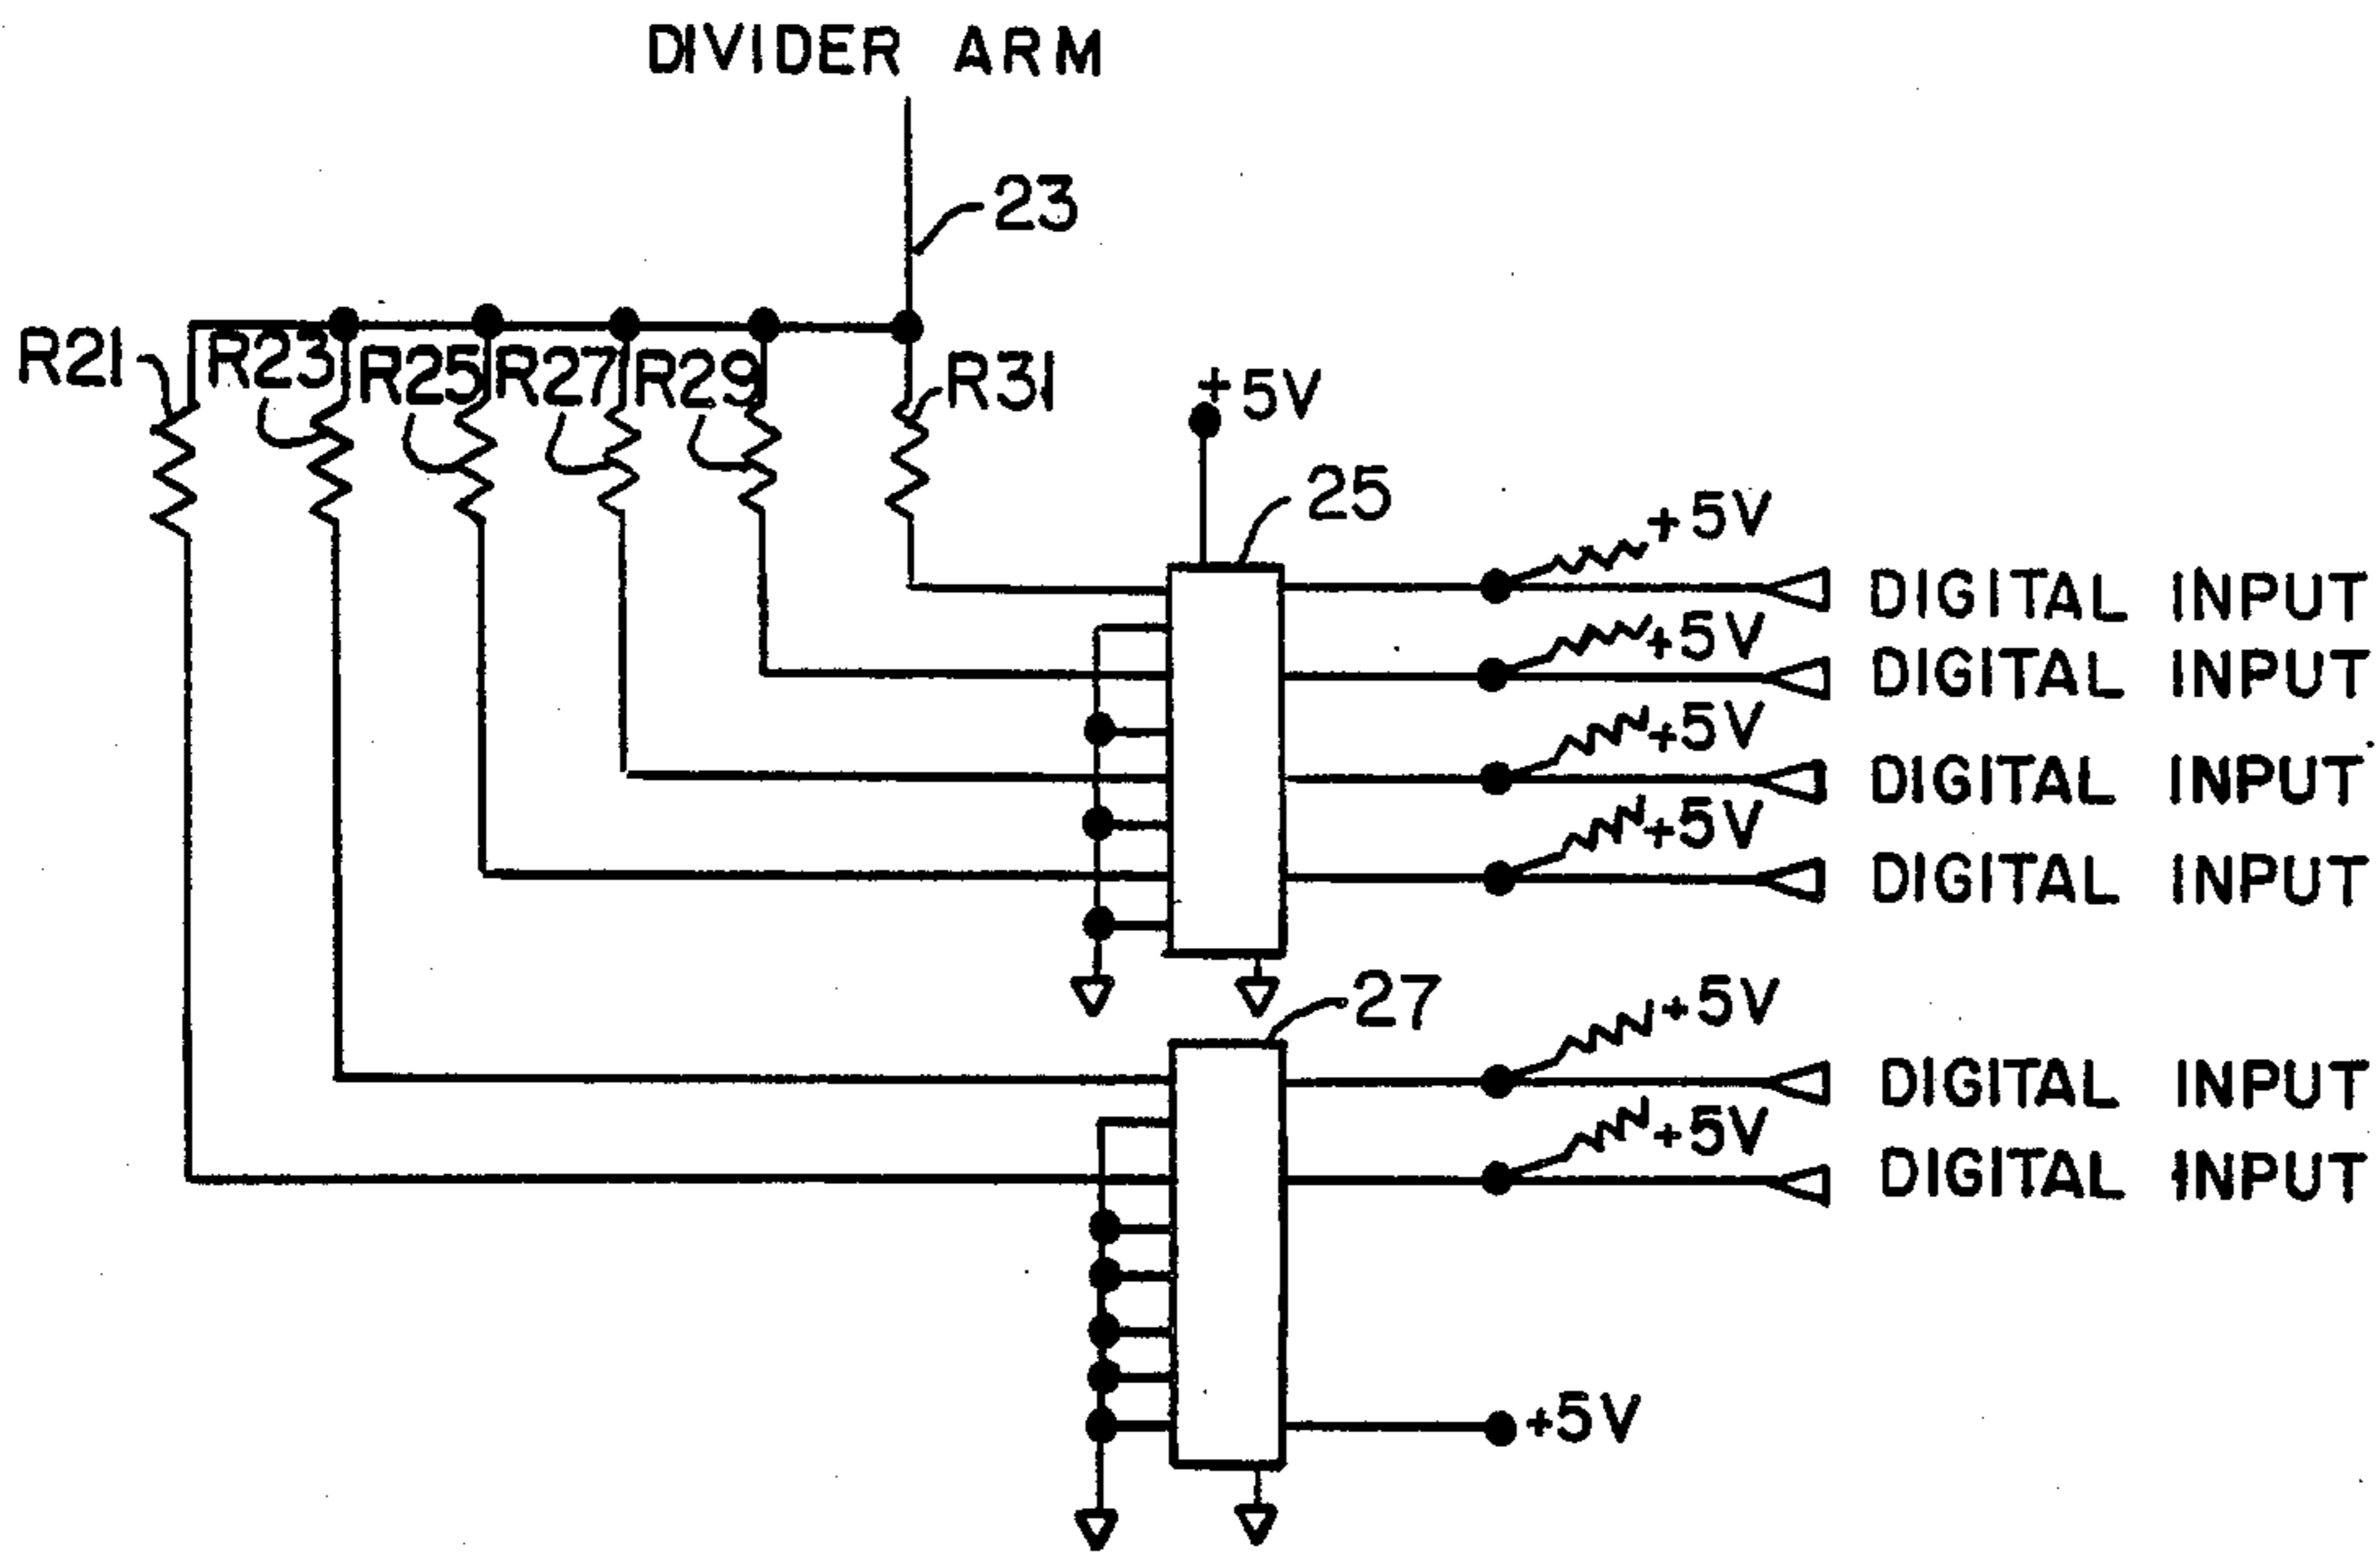 DIVIDER ARM
23
R21
R23
R25
R27
R29
R31
+5V
25
+5V
DIGITAL INPUT
+5V
DIGITAL INPUT
+5V
DIGITAL INPUT
+5V
DIGITAL INPUT
27
+5V
DIGITAL INPUT
+5V
DIGITAL INPUT
+5V